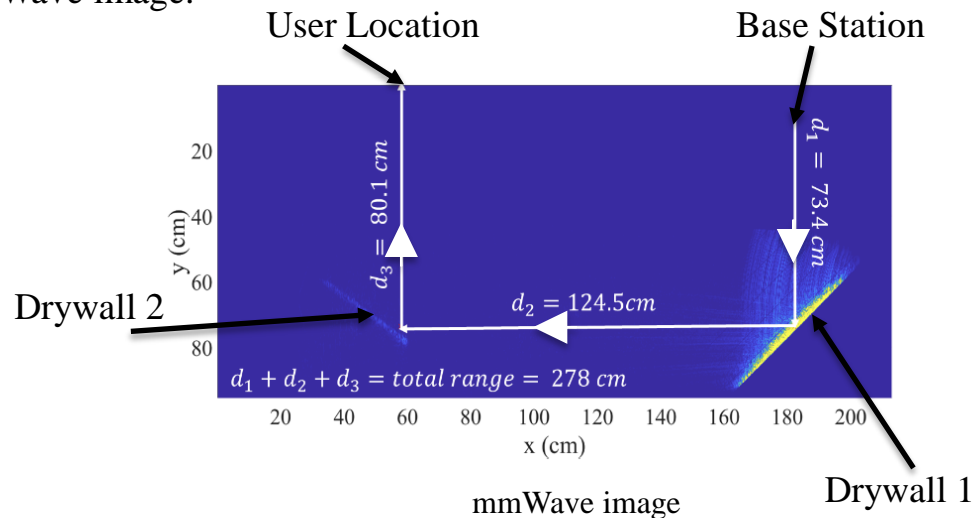 wave image.
User Location
Base Station
20
40
60
80
y (cm)
d₃ = 80.1 cm
d₁ = 73.4 cm
d₂ = 124.5cm
Drywall 2
d₁ + d₂ + d₃ = total range = 278 cm
20 40 60 80 100 120 140 160 180 200
x (cm)
Drywall 1
mmWave image